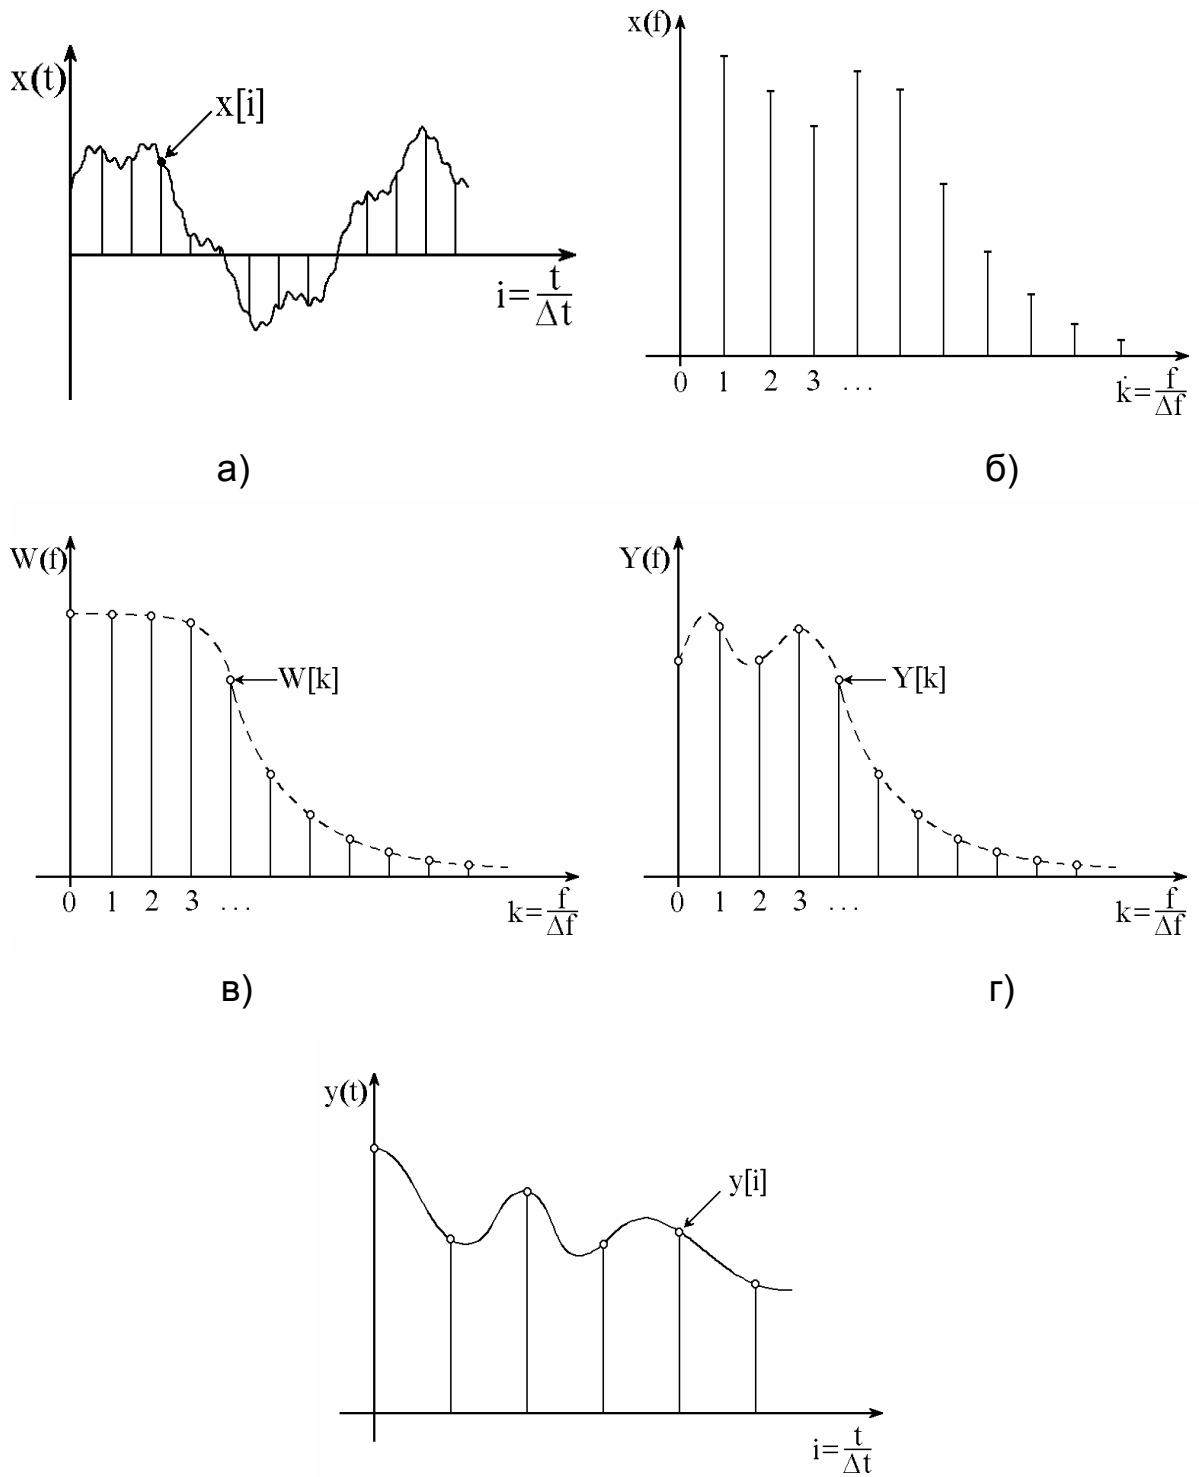 x(t)
x[i]
i=t/Δt
x(f)
0 1 2 3 ...
k=f/Δf
а)
б)
W(f)
W[k]
0 1 2 3 ...
k=f/Δf
Y(f)
Y[k]
0 1 2 3 ...
k=f/Δf
в)
г)
y(t)
y[i]
i=t/Δt